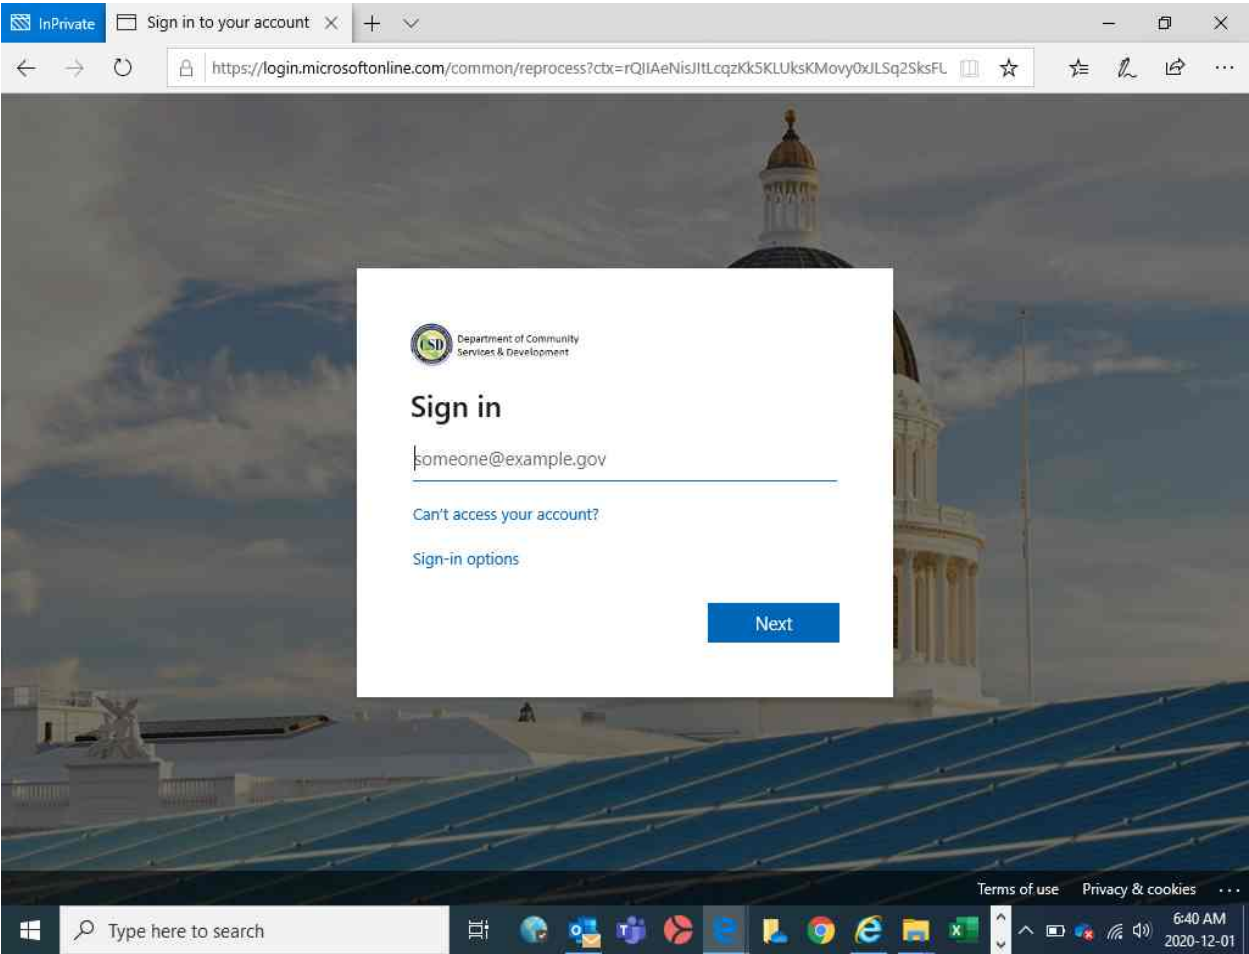 InPrivate
Sign in to your account
https://login.microsoftonline.com/common/reprocess?ctx=rQIIAeNisJItLcqzKk5KLUksKMovy0xJLSq2SksFL
CSD
Department of Community
Services & Development
Sign in
someone@example.gov
Can't access your account?
Sign-in options
Next
Terms of use Privacy & cookies ...
Type here to search
6:40 AM
2020-12-01